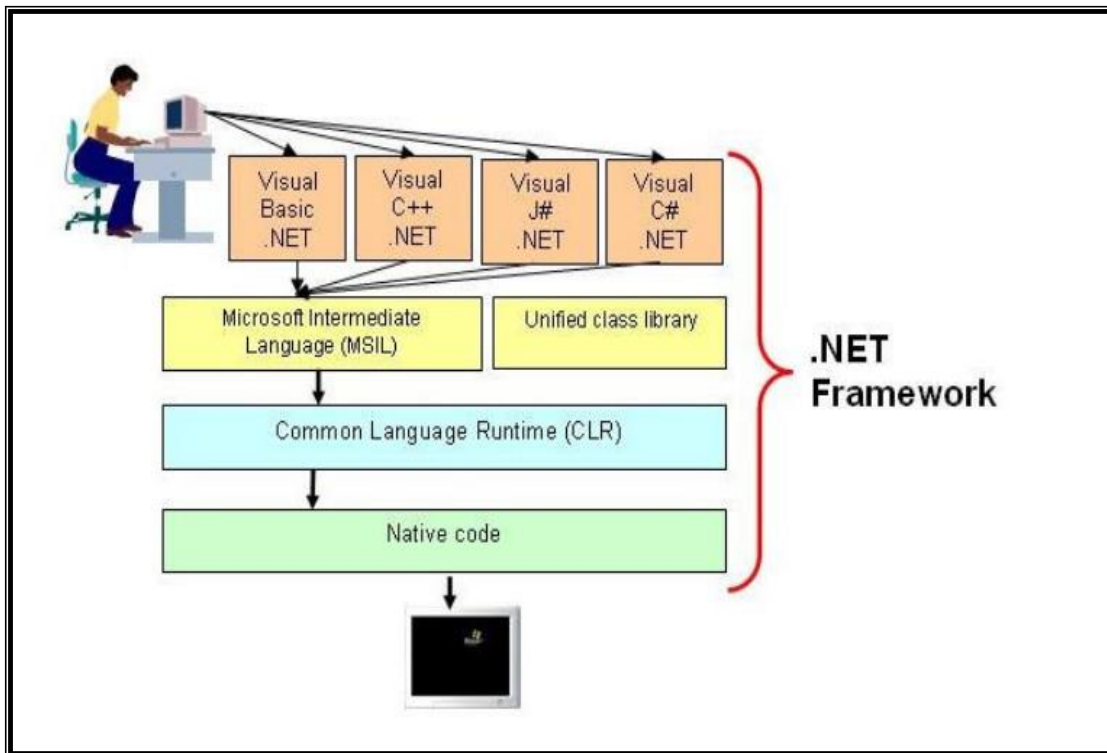 Visual
Basic
.NET
Visual
C++
.NET
Visual
J#
.NET
Visual
C#
.NET
Microsoft Intermediate
Language (MSIL)
Unified class library
.NET
Framework
Common Language Runtime (CLR)
Native code